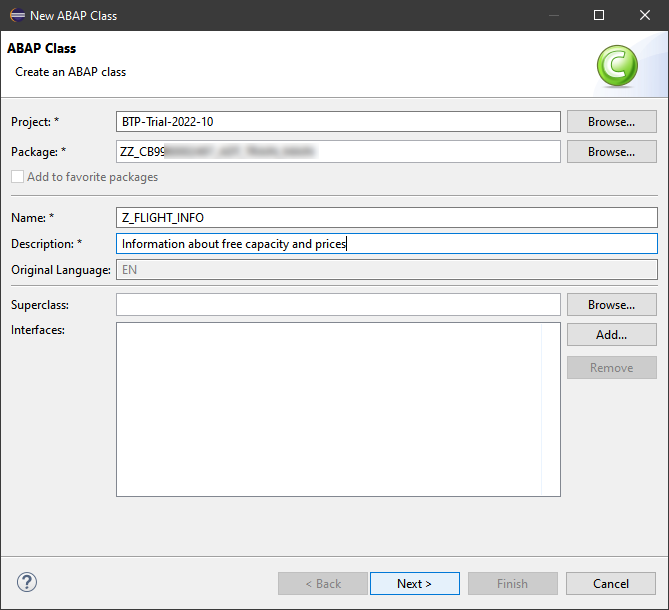 New ABAP Class
ABAP Class
Create an ABAP class
Project: * BTP-Trial-2022-10 Browse...
Package: * ZZ_CB99 Browse...
Add to favorite packages
Name: * Z_FLIGHT_INFO
Description: * Information about free capacity and prices
Original Language: EN
Superclass: Browse...
Interfaces: Add...
Remove
? < Back Next > Finish Cancel